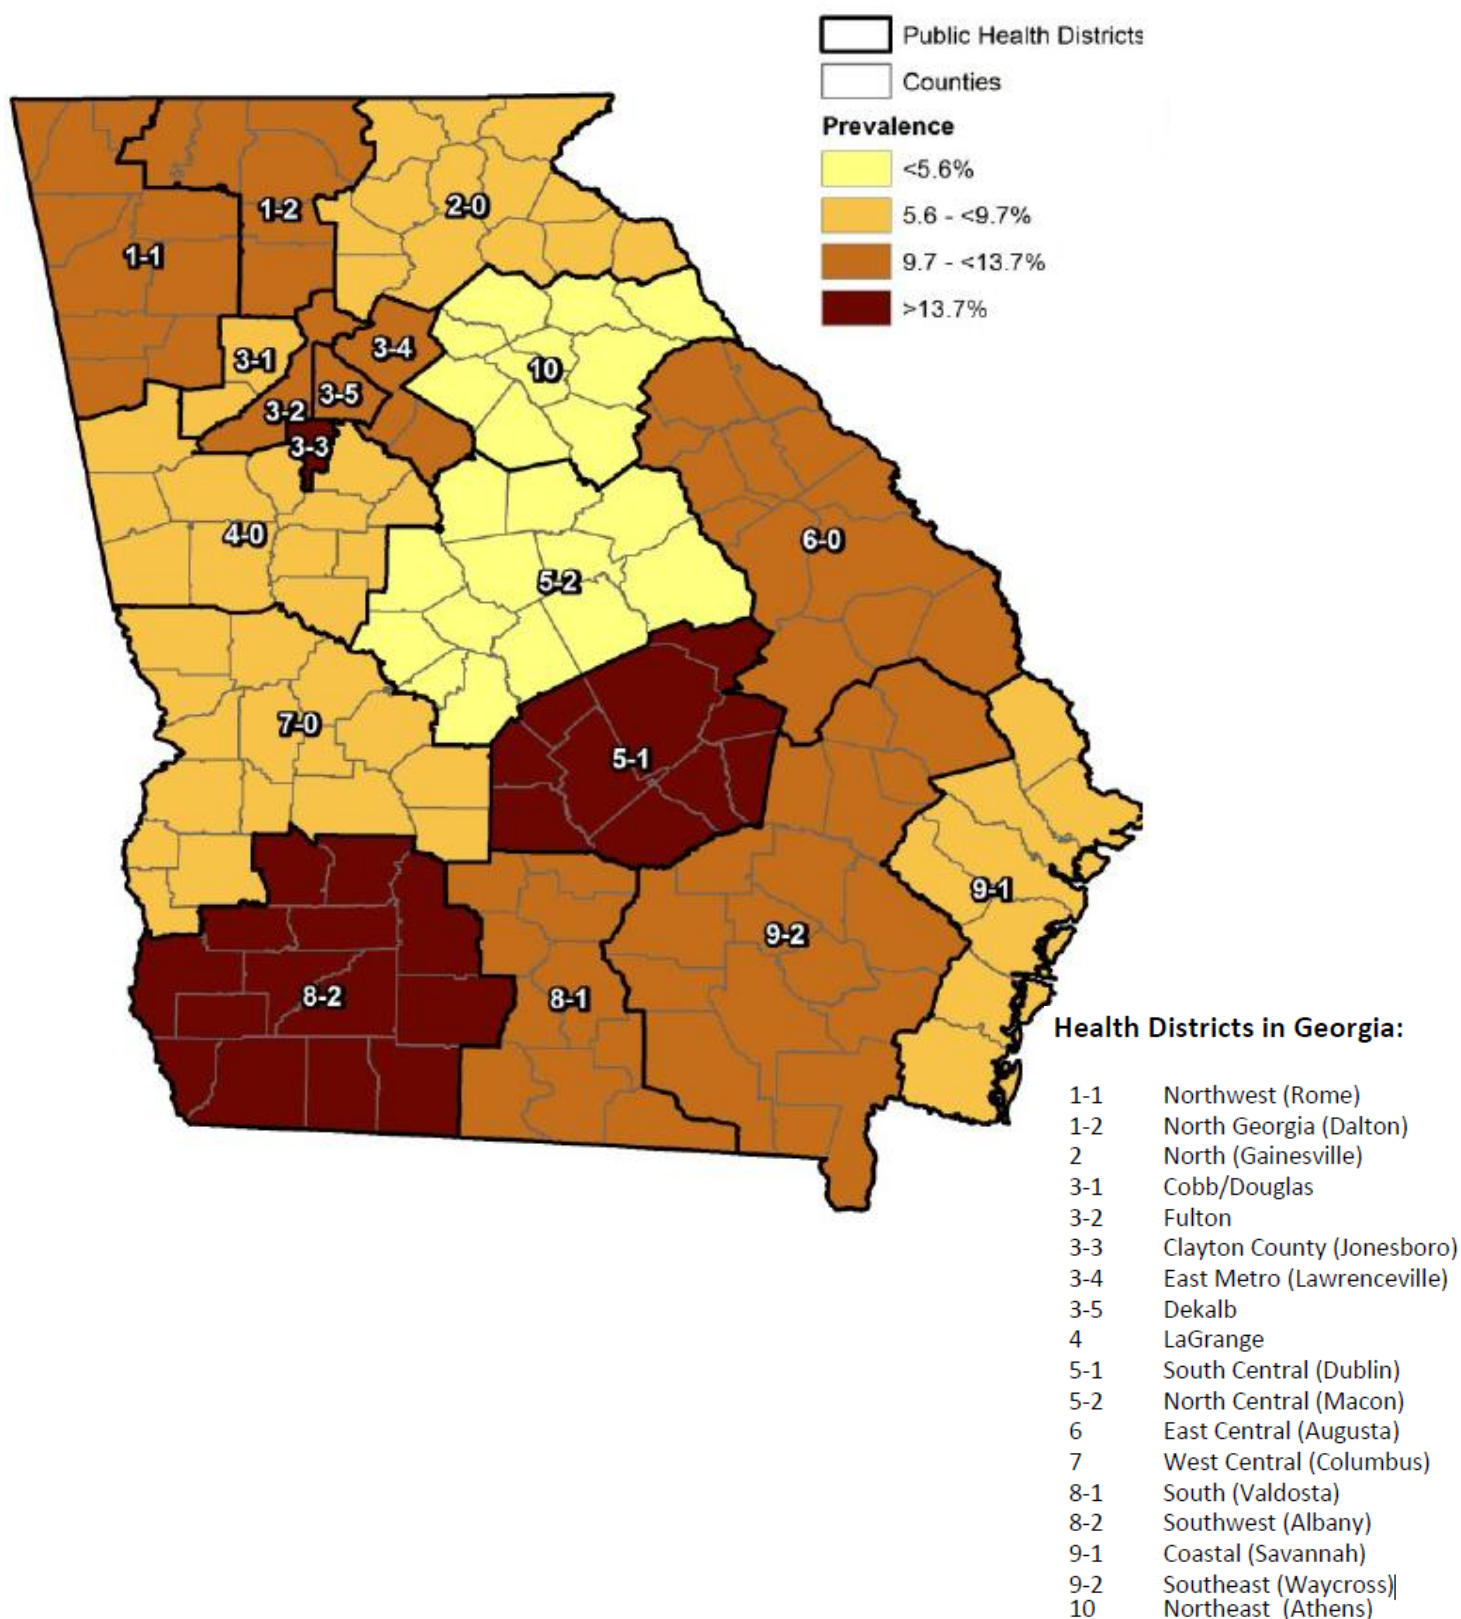 Public Health Districts
Counties
Prevalence
<5.6%
5.6 - <9.7%
9.7 - <13.7%
>13.7%
1-2
2-0
1-1
3-1
3-4
10
3-5
3-2
3-3
4-0
6-0
5-2
7-0
5-1
9-1
9-2
8-2
8-1
Health Districts in Georgia:
1-1 Northwest (Rome)
1-2 North Georgia (Dalton)
2 North (Gainesville)
3-1 Cobb/Douglas
3-2 Fulton
3-3 Clayton County (Jonesboro)
3-4 East Metro (Lawrenceville)
3-5 Dekalb
4 LaGrange
5-1 South Central (Dublin)
5-2 North Central (Macon)
6 East Central (Augusta)
7 West Central (Columbus)
8-1 South (Valdosta)
8-2 Southwest (Albany)
9-1 Coastal (Savannah)
9-2 Southeast (Waycross)
10 Northeast (Athens)